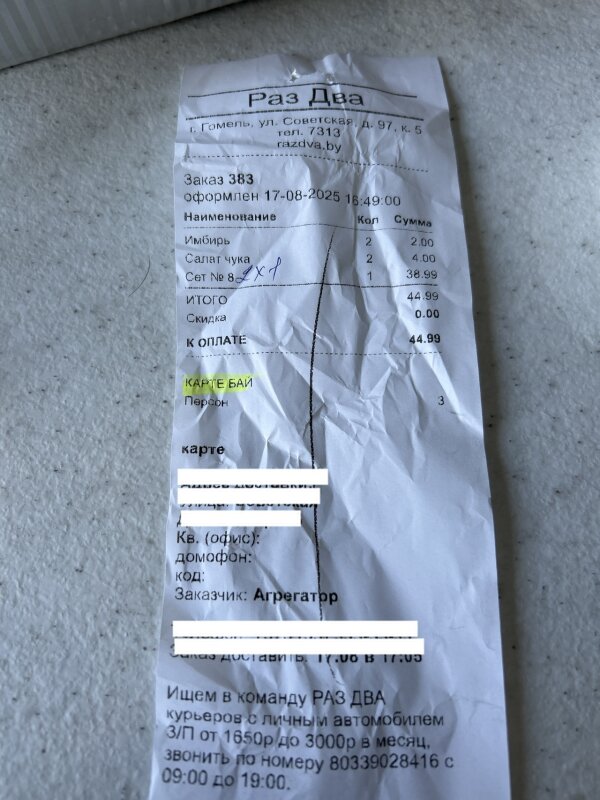 Раз Два
г. Гомель, ул. Советская, д. 97, к. 5
тел. 7313
razdva.by
Заказ 383
оформлен 17-08-2025 16:49:00
Наименование Кол Сумма
Имбирь 2 2.00
Салат чука 2 4.00
Сет № 8 2х1 1 38.99
ИТОГО 44.99
Скидка 0.00
К ОПЛАТЕ 44.99
КАРТЕ БАЙ
Персон 3
карте
Кв. (офис):
домофон:
код:
Заказчик: Агрегатор
Заказ доставить: 17.08 в 17:05
Ищем в команду РАЗ ДВА
курьеров с личным автомобилем
З/П от 1650р до 3000р в месяц,
звонить по номеру 80339028416 с
09:00 до 19:00.